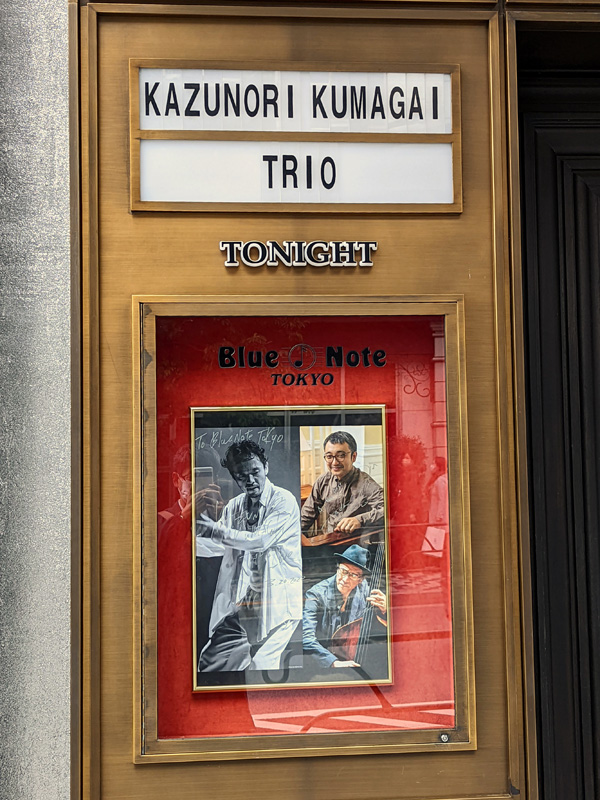 KAZUNORI KUMAGAI
TRIO
TONIGHT
Blue Note
TOKYO
To Blue Note Tokyo